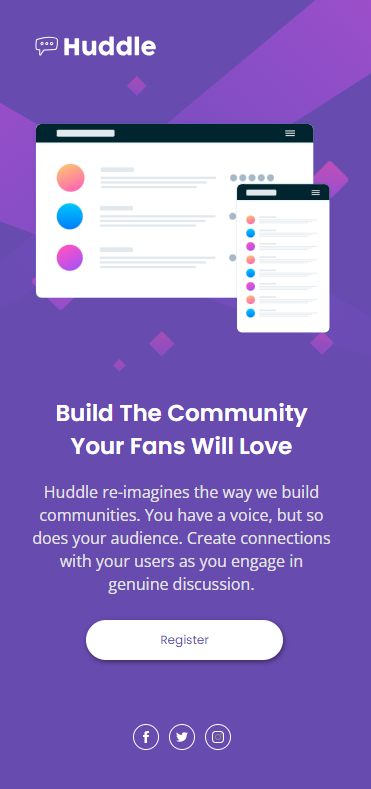 Huddle
Build The Community
Your Fans Will Love
Huddle re-imagines the way we build
communities. You have a voice, but so
does your audience. Create connections
with your users as you engage in
genuine discussion.
Register